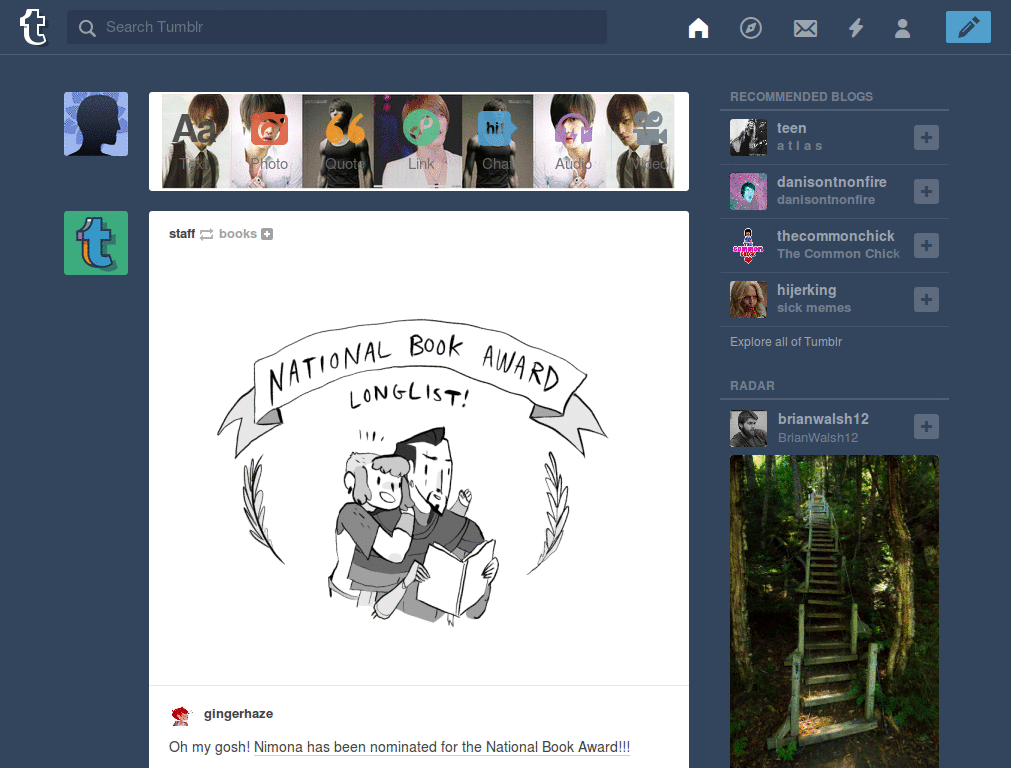 t Search Tumblr
Aa
Text Photo Quote Link Chat Audio Video
hi!
staff books
NATIONAL BOOK AWARD
LONGLIST!
gingerhaze
Oh my gosh! Nimona has been nominated for the National Book Award!!!
RECOMMENDED BLOGS
teen
a t l a s
danisontnonfire
danisontnonfire
thecommonchick
The Common Chick
hijerking
sick memes
Explore all of Tumblr
RADAR
brianwalsh12
BrianWalsh12